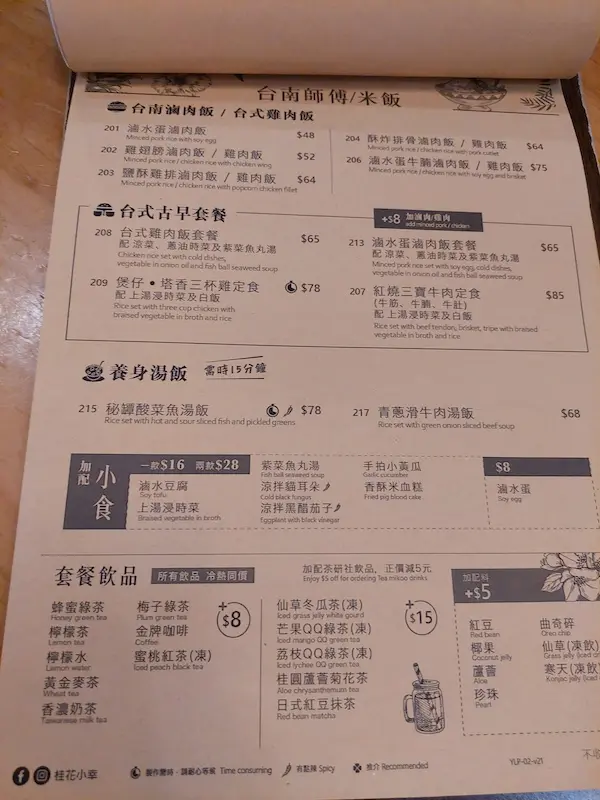 台南師傅/米飯
台南滷肉飯 / 台式雞肉飯
201 滷水蛋滷肉飯 $48
Minced pork rice with soy egg
202 雞翅膀滷肉飯 / 雞肉飯 $52
Minced pork rice / chicken rice with chicken wing
203 鹽酥雞排滷肉飯 / 雞肉飯 $64
Minced pork rice / chicken rice with popcorn chicken fillet
204 酥炸排骨滷肉飯 / 雞肉飯 $64
Minced pork rice / chicken rice with pork cutlet
206 滷水蛋牛腩滷肉飯 / 雞肉飯 $75
Minced pork rice / chicken rice with soy egg and brisket
台式古早套餐
+$8 加滷肉/雞肉
add minced pork / chicken
208 台式雞肉飯套餐 $65
配 涼菜、蔥油時菜及紫菜魚丸湯
Chicken rice set with cold dishes,
vegetable in onion oil and fish ball seaweed soup
209 煲仔•塔香三杯雞定食 $78
配 上湯浸時菜及白飯
Rice set with three cup chicken with
braised vegetable in broth and rice
213 滷水蛋滷肉飯套餐 $65
配 涼菜、蔥油時菜及紫菜魚丸湯
Minced pork rice set with soy egg, cold dishes,
vegetable in onion oil and fish ball seaweed soup
207 紅燒三寶牛肉定食 $85
(牛筋、牛腩、牛肚)
配 上湯浸時菜及白飯
Rice set with beef tendon, brisket, tripe with braised
vegetable in broth and rice
養身湯飯 需時15分鐘
215 秘罈酸菜魚湯飯 $78
Rice set with hot and sour sliced fish and pickled greens
217 青蔥滑牛肉湯飯 $68
Rice set with green onion sliced beef soup
加配 小食
一款$16 兩款$28
滷水豆腐
Soy tofu
上湯浸時菜
Braised vegetable in broth
紫菜魚丸湯
Fish ball seaweed soup
涼拌貓耳朵
Cold black fungus
涼拌黑醋茄子
Eggplant with black vinegar
手拍小黃瓜
Garlic cucumber
香酥米血糕
Fried pig blood cake
$8
滷水蛋
Soy egg
套餐飲品 所有飲品 冷熱同價
加配茶研社飲品，正價減5元
Enjoy $5 off for ordering Tea mikoo drinks
+$8
蜂蜜綠茶
Honey green tea
檸檬茶
Lemon tea
檸檬水
Lemon water
黃金麥茶
Wheat tea
香濃奶茶
Taiwanese milk tea
梅子綠茶
Plum green tea
金牌咖啡
Coffee
蜜桃紅茶(凍)
Iced peach black tea
+$15
仙草冬瓜茶(凍)
Iced grass jelly white gourd
芒果QQ綠茶(凍)
Iced mango QQ green tea
荔枝QQ綠茶(凍)
Iced lychee QQ green tea
桂圓蘆薈菊花茶
Aloe chrysanthemum tea
日式紅豆抹茶
Red bean matcha
加配料
+$5
紅豆
Red bean
椰果
Coconut jelly
蘆薈
Aloe
珍珠
Pearl
曲奇碎
Oreo chip
仙草(凍飲)
Grass jelly (iced
寒天(凍飲
Konjac jelly (iced
桂花小幸
製作需時，請耐心等候 Time consuming
有點辣 Spicy
推介 Recommended
YLP-02-v21
不收